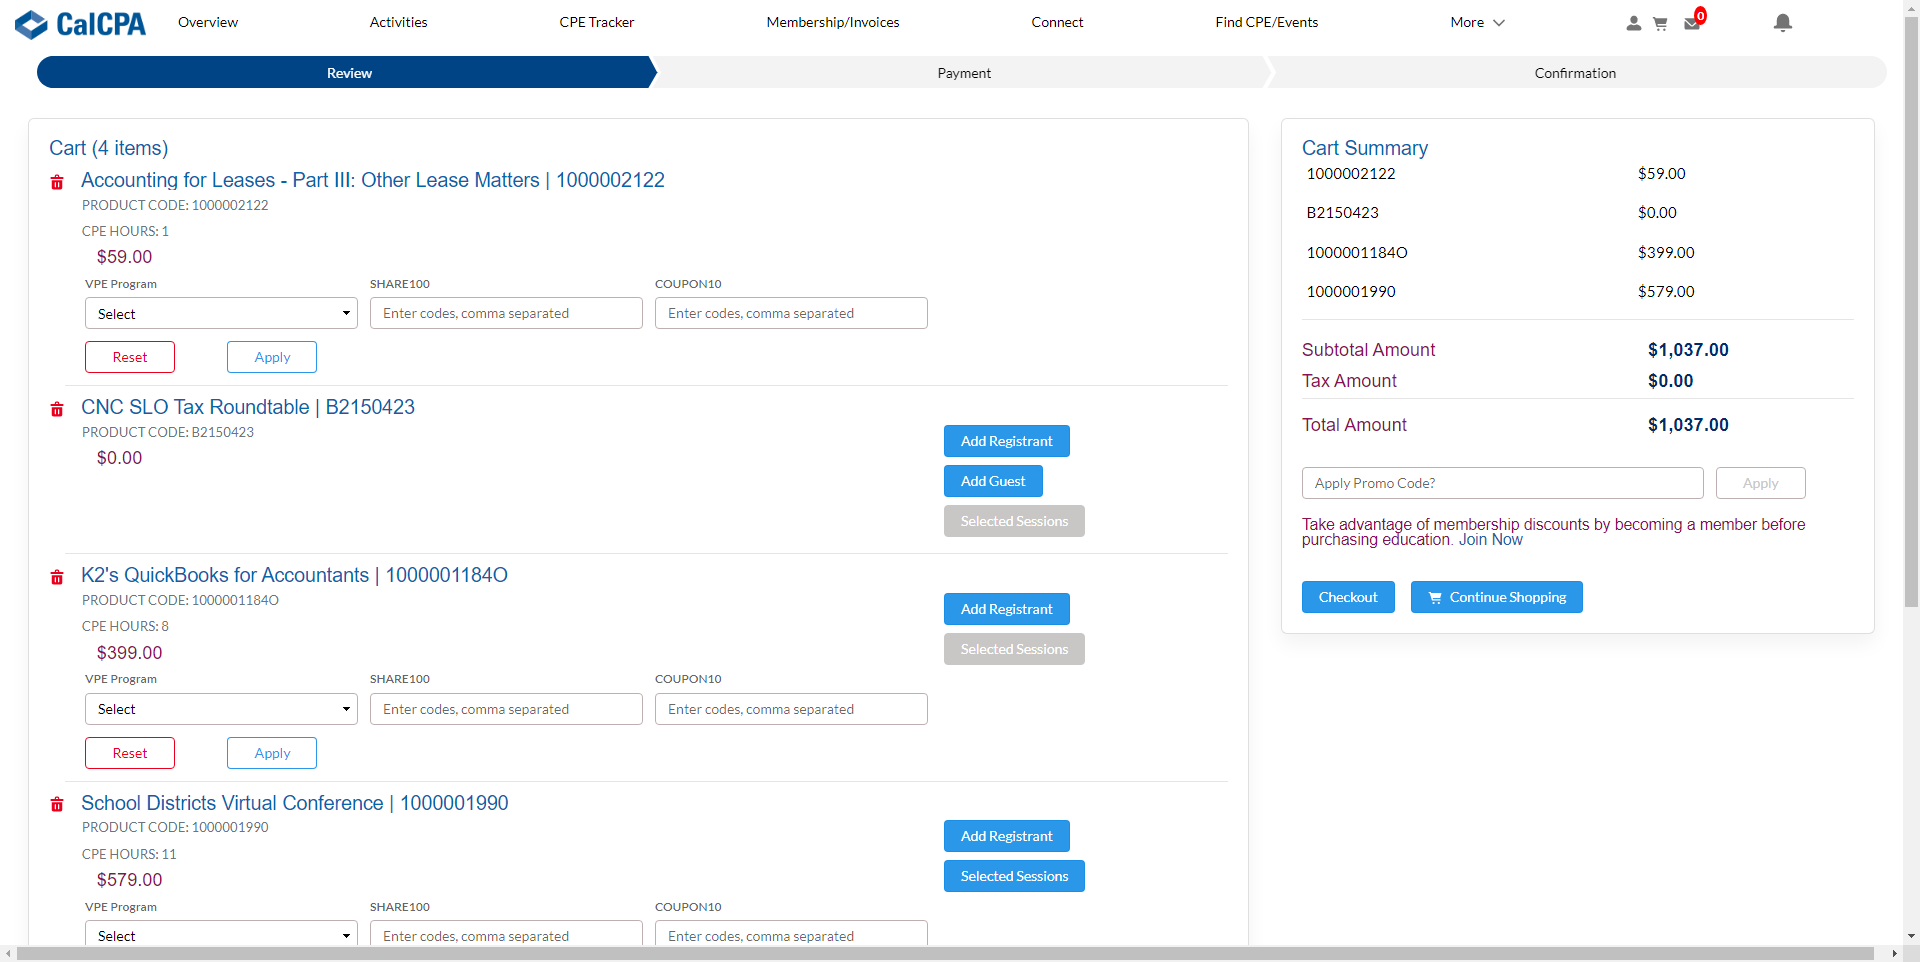 CalCPA
Overview
Activities
CPE Tracker
Membership/Invoices
Connect
Find CPE/Events
More
0
Review
Payment
Confirmation
Cart (4 items)
Accounting for Leases - Part III: Other Lease Matters | 1000002122
PRODUCT CODE: 1000002122
CPE HOURS: 1
$59.00
VPE Program
SHARE100
COUPON10
Select
Enter codes, comma separated
Enter codes, comma separated
Reset
Apply
CNC SLO Tax Roundtable | B2150423
PRODUCT CODE: B2150423
$0.00
Add Registrant
Add Guest
Selected Sessions
K2's QuickBooks for Accountants | 1000001184O
PRODUCT CODE: 1000001184O
CPE HOURS: 8
$399.00
Add Registrant
Selected Sessions
VPE Program
SHARE100
COUPON10
Select
Enter codes, comma separated
Enter codes, comma separated
Reset
Apply
School Districts Virtual Conference | 1000001990
PRODUCT CODE: 1000001990
CPE HOURS: 11
$579.00
Add Registrant
Selected Sessions
VPE Program
SHARE100
COUPON10
Select
Enter codes, comma separated
Enter codes, comma separated
Cart Summary
1000002122 $59.00
B2150423 $0.00
1000001184O $399.00
1000001990 $579.00
Subtotal Amount $1,037.00
Tax Amount $0.00
Total Amount $1,037.00
Apply Promo Code?
Apply
Take advantage of membership discounts by becoming a member before
purchasing education. Join Now
Checkout
Continue Shopping